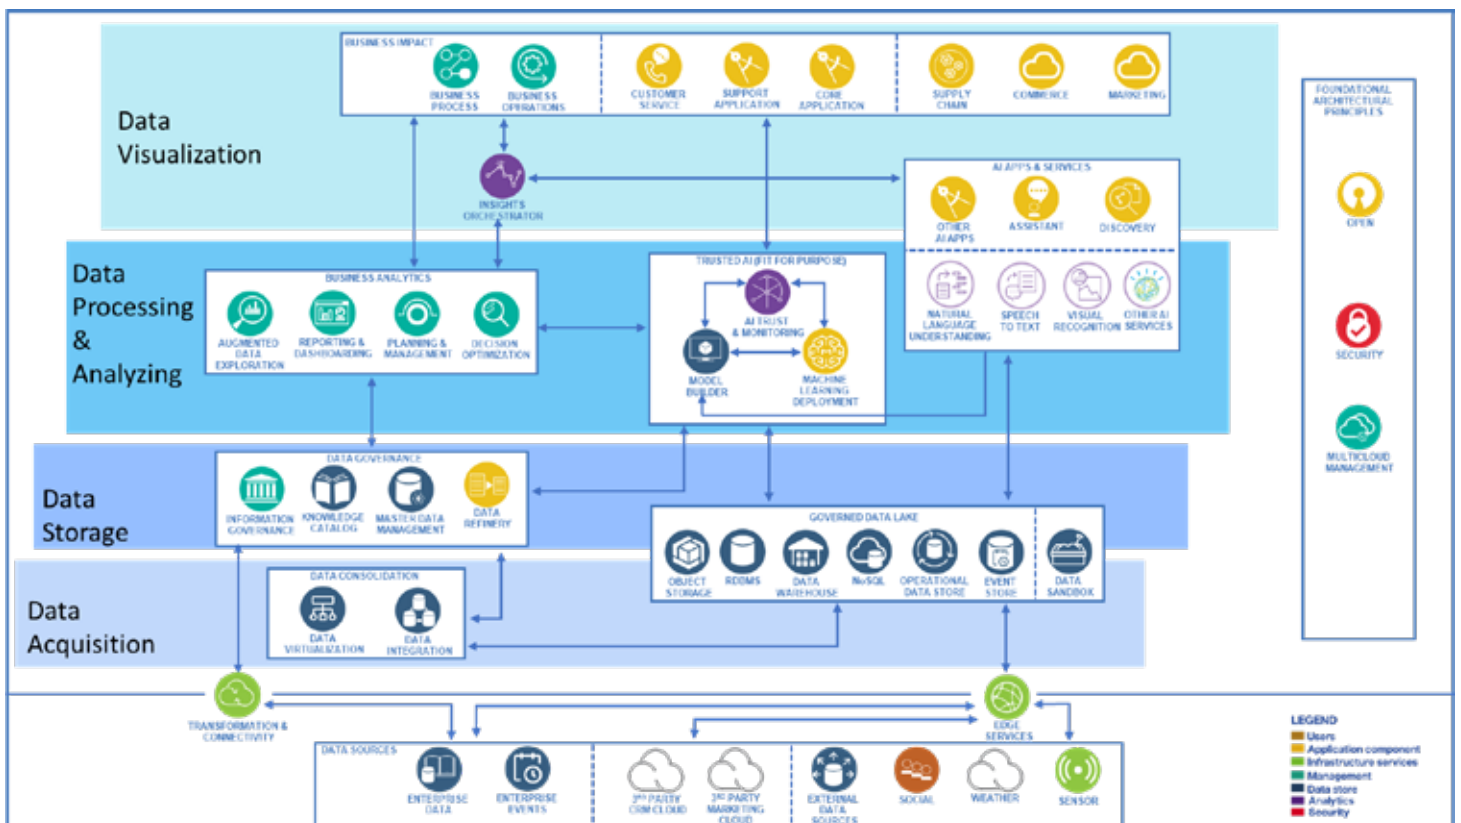 Data
Visualization
BUSINESS IMPACT
BUSINESS
PROCESS
BUSINESS
OPERATIONS
CUSTOMER
SERVICE
SUPPORT
APPLICATION
CORE
APPLICATION
SUPPLY
CHAIN
COMMERCE
MARKETING
INSIGHTS
ORCHESTRATOR
AI APPS & SERVICES
OTHER
AI APPS
ASSISTANT
DISCOVERY
NATURAL
LANGUAGE
UNDERSTANDING
SPEECH
TO TEXT
VISUAL
RECOGNITION
OTHER AI
SERVICES
Data
Processing
&
Analyzing
BUSINESS ANALYTICS
AUGMENTED
DATA
EXPLORATION
REPORTING &
DASHBOARDING
PLANNING &
MANAGEMENT
DECISION
OPTIMIZATION
TRUSTED AI (FIT FOR PURPOSE)
AI TRUST
& MONITORING
MODEL
BUILDER
MACHINE
LEARNING
DEPLOYMENT
Data
Storage
DATA GOVERNANCE
INFORMATION
GOVERNANCE
KNOWLEDGE
CATALOG
MASTER DATA
MANAGEMENT
DATA
REFINERY
GOVERNED DATA LAKE
OBJECT
STORAGE
RDBMS
DATA
WAREHOUSE
NoSQL
OPERATIONAL
DATA STORE
EVENT
STORE
DATA
SANDBOX
Data
Acquisition
DATA CONSOLIDATION
DATA
VIRTUALIZATION
DATA
INTEGRATION
TRANSFORMATION &
CONNECTIVITY
EDGE
SERVICES
DATA SOURCES
ENTERPRISE
DATA
ENTERPRISE
EVENTS
3RD PARTY
CRM CLOUD
3RD PARTY
MARKETING
CLOUD
EXTERNAL
DATA
SOURCES
SOCIAL
WEATHER
SENSOR
FOUNDATIONAL
ARCHITECTURAL
PRINCIPLES
OPEN
SECURITY
MULTICLOUD
MANAGEMENT
LEGEND
Users
Application component
Infrastructure services
Management
Data store
Analytics
Security